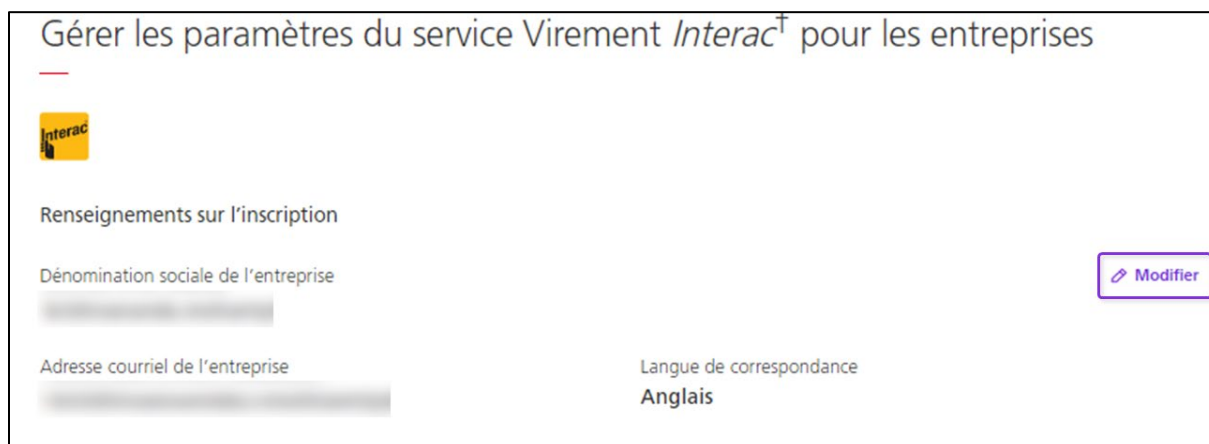 Gérer les paramètres du service Virement Interac† pour les entreprises
Interac
Renseignements sur l'inscription
Dénomination sociale de l'entreprise
Modifier
Adresse courriel de l'entreprise
Langue de correspondance
Anglais